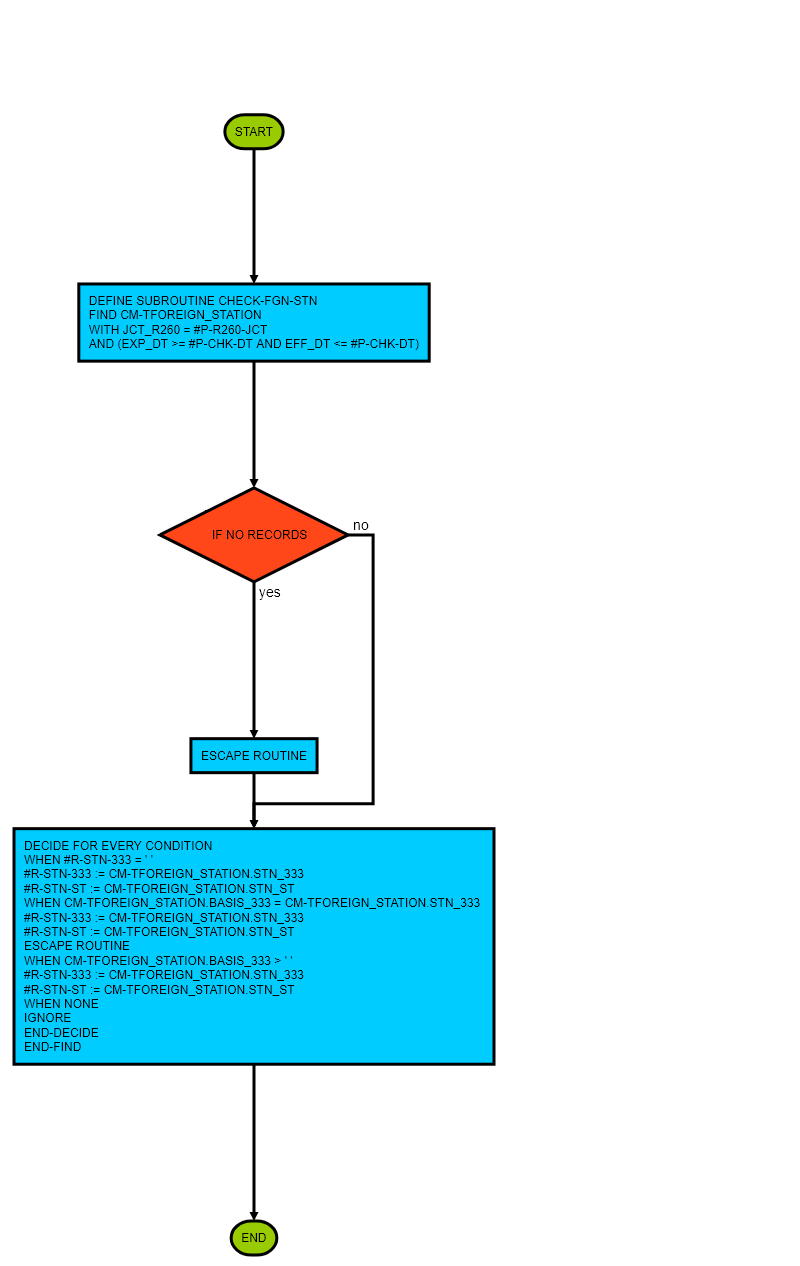 START
DEFINE SUBROUTINE CHECK-FGN-STN
FIND CM-TFOREIGN_STATION
WITH JCT_R260 = #P-R260-JCT
AND (EXP_DT >= #P-CHK-DT AND EFF_DT <= #P-CHK-DT)
IF NO RECORDS
no
yes
ESCAPE ROUTINE
DECIDE FOR EVERY CONDITION
WHEN #R-STN-333 = ' '
#R-STN-333 := CM-TFOREIGN_STATION.STN_333
#R-STN-ST := CM-TFOREIGN_STATION.STN_ST
WHEN CM-TFOREIGN_STATION.BASIS_333 = CM-TFOREIGN_STATION.STN_333
#R-STN-333 := CM-TFOREIGN_STATION.STN_333
#R-STN-ST := CM-TFOREIGN_STATION.STN_ST
ESCAPE ROUTINE
WHEN CM-TFOREIGN_STATION.BASIS_333 > ' '
#R-STN-333 := CM-TFOREIGN_STATION.STN_333
#R-STN-ST := CM-TFOREIGN_STATION.STN_ST
WHEN NONE
IGNORE
END-DECIDE
END-FIND
END